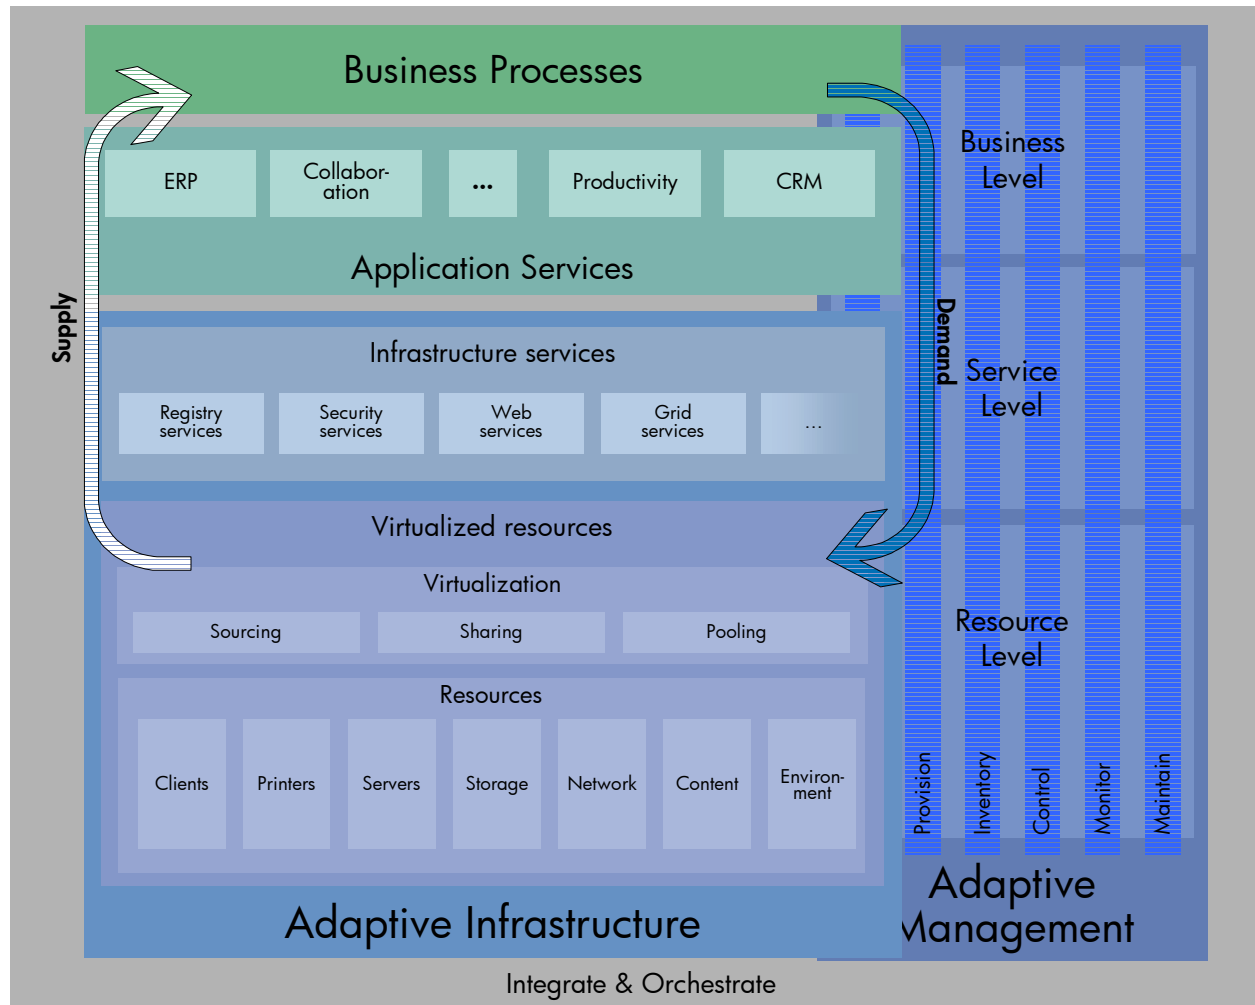 Business Processes
ERP
Collabor-
ation
...
Productivity
CRM
Application Services
Supply
Demand
Infrastructure services
Registry
services
Security
services
Web
services
Grid
services
...
Virtualized resources
Virtualization
Sourcing
Sharing
Pooling
Resources
Clients
Printers
Servers
Storage
Network
Content
Environ-
ment
Adaptive Infrastructure
Business
Level
Service
Level
Resource
Level
Provision
Inventory
Control
Monitor
Maintain
Adaptive
Management
Integrate & Orchestrate